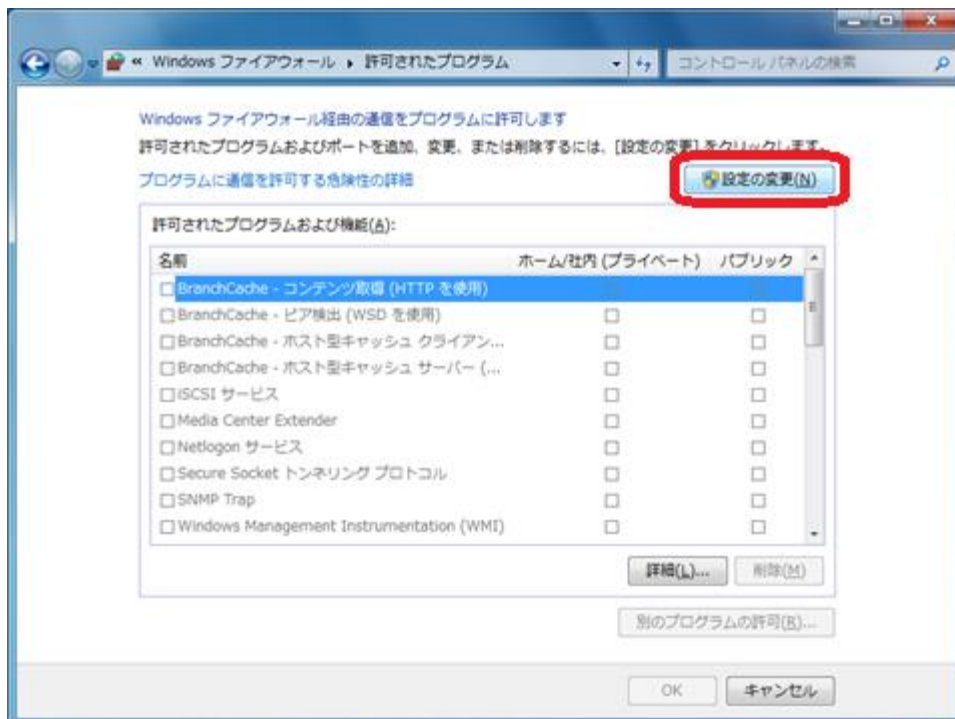 « Windows ファイアウォール ▸ 許可されたプログラム
コントロール パネルの検索
Windows ファイアウォール経由の通信をプログラムに許可します
許可されたプログラムおよびポートを追加、変更、または削除するには、[設定の変更] をクリックします。
プログラムに通信を許可する危険性の詳細
設定の変更(N)
許可されたプログラムおよび機能(A):
名前 ホーム/社内 (プライベート) パブリック
BranchCache - コンテンツ取得 (HTTP を使用)
BranchCache - ピア検出 (WSD を使用)
BranchCache - ホスト型キャッシュ クライアン...
BranchCache - ホスト型キャッシュ サーバー (...
iSCSI サービス
Media Center Extender
Netlogon サービス
Secure Socket トンネリング プロトコル
SNMP Trap
Windows Management Instrumentation (WMI)
詳細(L)... 削除(M)
別のプログラムの許可(R)...
OK キャンセル